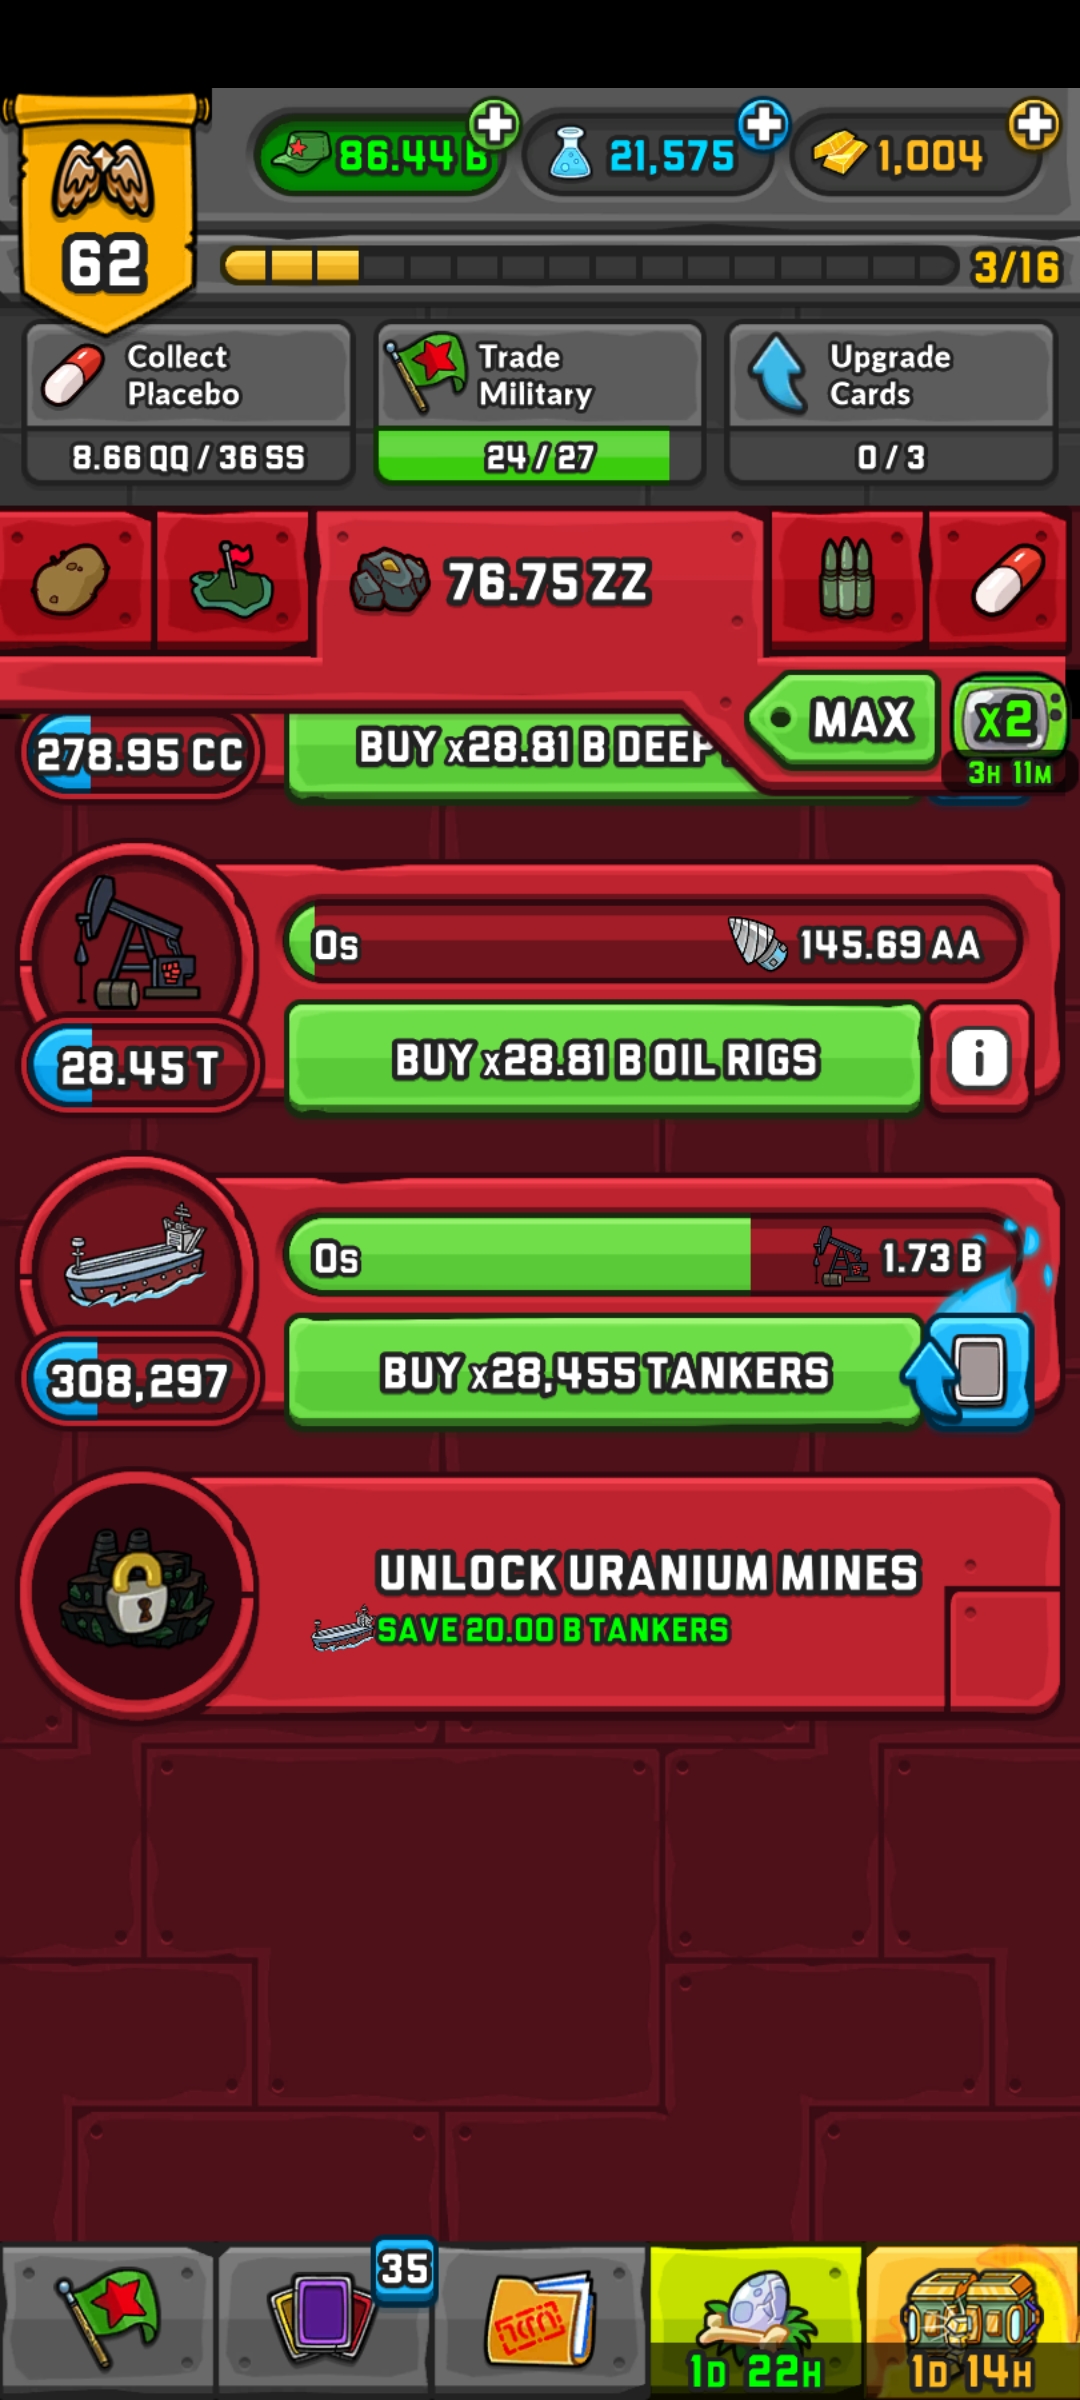 62
86.44 B
21,575
1,004
3/16
Collect
Placebo
8.66 QQ / 36 SS
Trade
Military
24 / 27
Upgrade
Cards
0 / 3
76.75 ZZ
MAX
x2
3H 11M
278.95 CC
BUY x28.81 B DEEP
0s
145.69 AA
28.45 T
BUY x28.81 B OIL RIGS
i
0s
1.73 B
308,297
BUY x28,455 TANKERS
UNLOCK URANIUM MINES
SAVE 20.00 B TANKERS
35
1D 22H
1D 14H